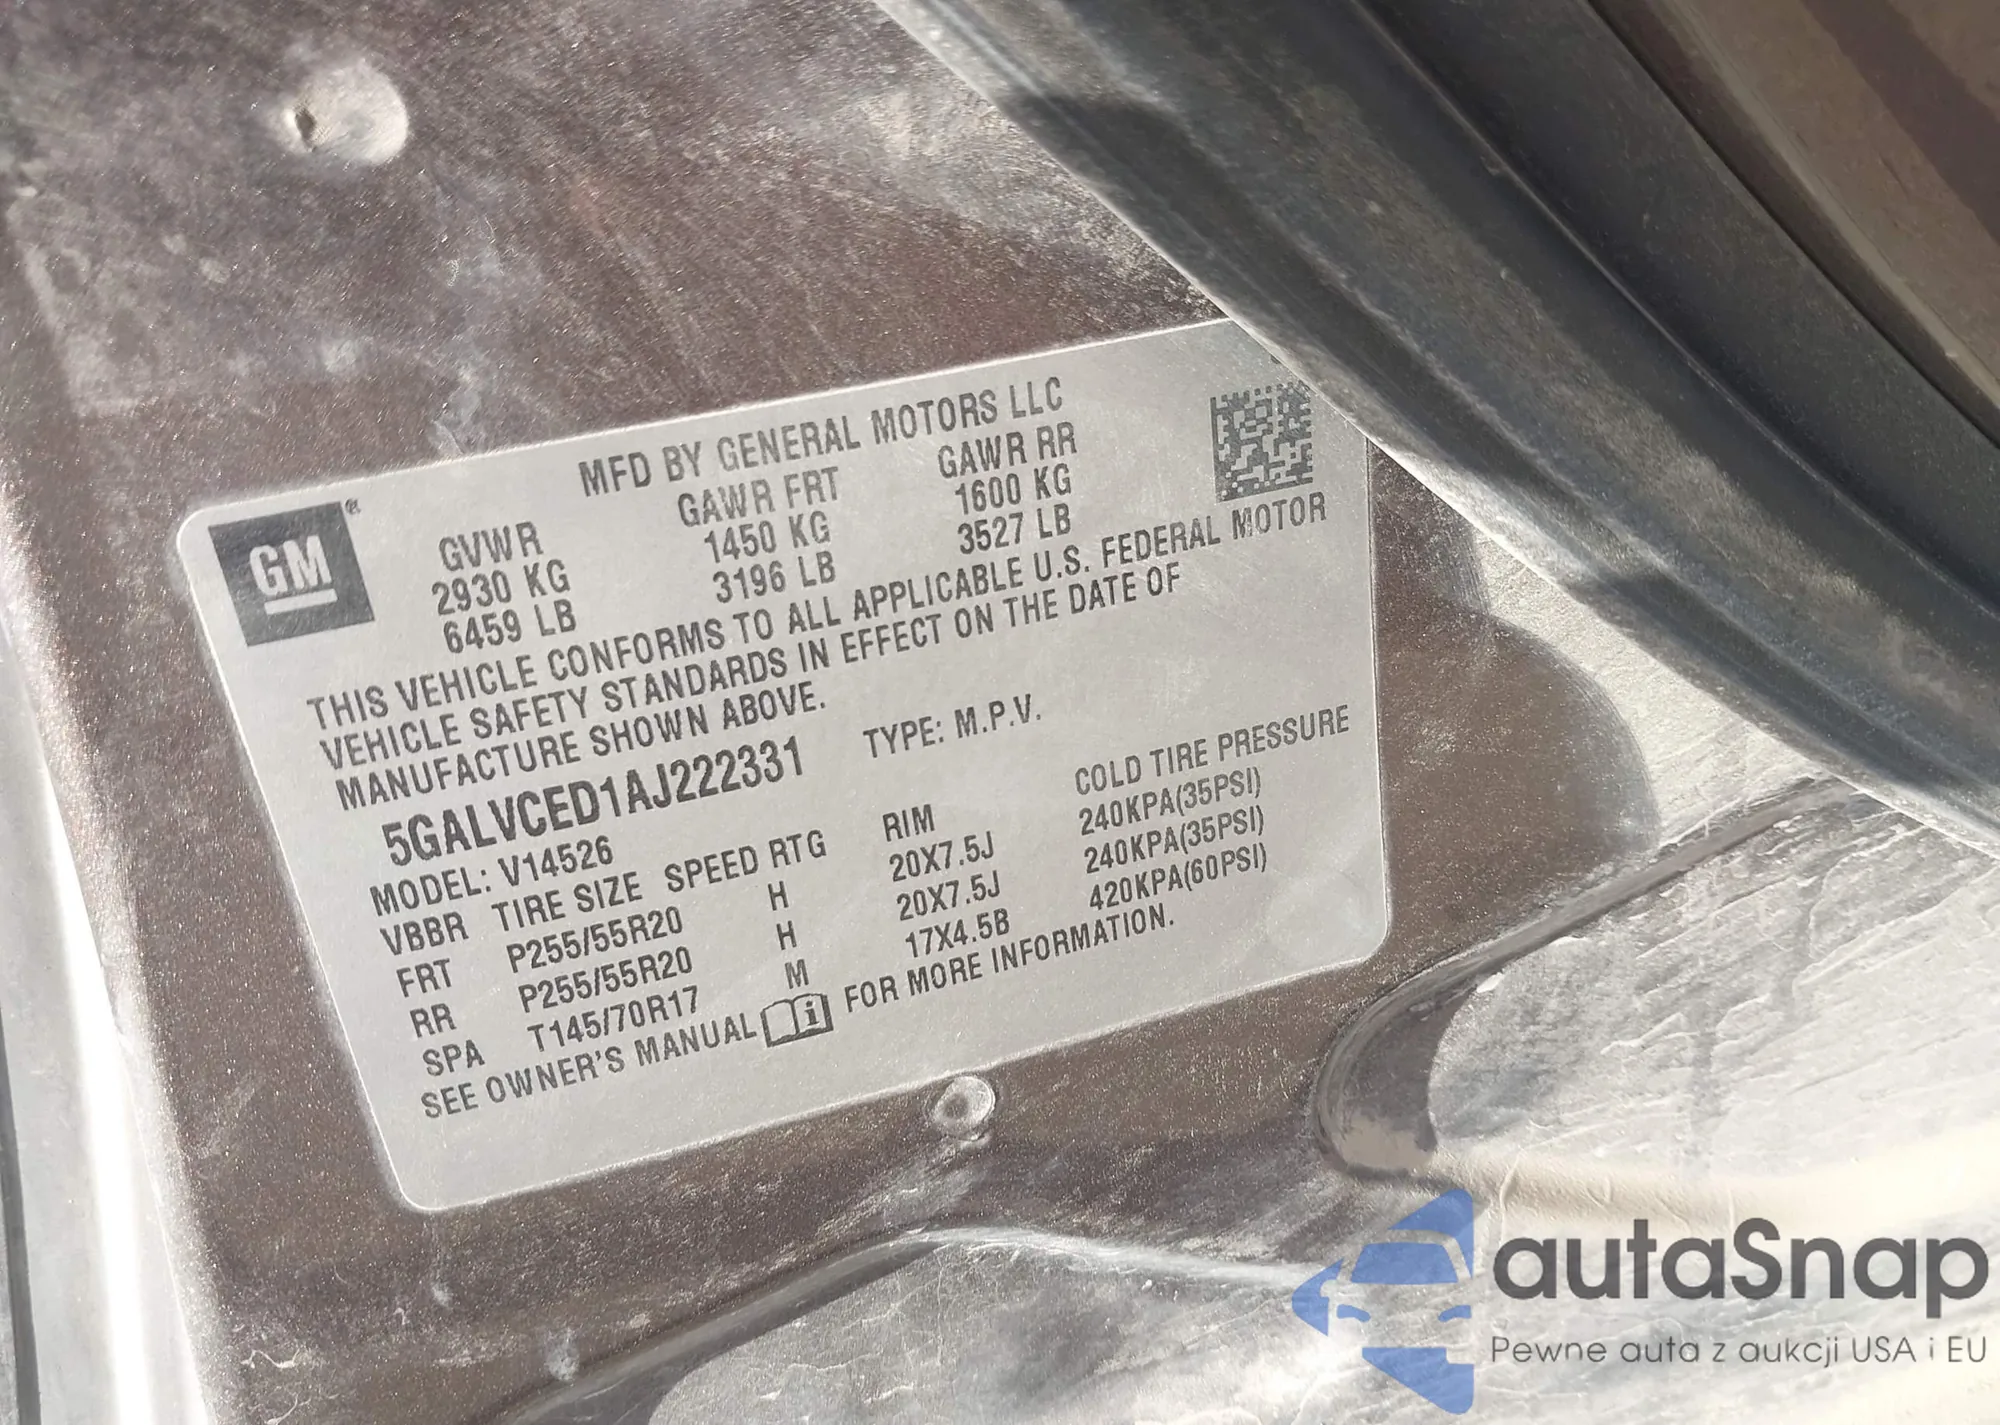 MFD BY GENERAL MOTORS LLC
GM®
GVWR GAWR FRT GAWR RR
2930 KG 1450 KG 1600 KG
6459 LB 3196 LB 3527 LB
THIS VEHICLE CONFORMS TO ALL APPLICABLE U.S. FEDERAL MOTOR
VEHICLE SAFETY STANDARDS IN EFFECT ON THE DATE OF
MANUFACTURE SHOWN ABOVE.
5GALVCED1AJ222331 TYPE: M.P.V.
MODEL: V14526
VBBR TIRE SIZE SPEED RTG RIM COLD TIRE PRESSURE
FRT P255/55R20 H 20X7.5J 240KPA(35PSI)
RR P255/55R20 H 20X7.5J 240KPA(35PSI)
SPA T145/70R17 M 17X4.5B 420KPA(60PSI)
SEE OWNER'S MANUAL FOR MORE INFORMATION.
autaSnap
Pewne auta z aukcji USA i EU